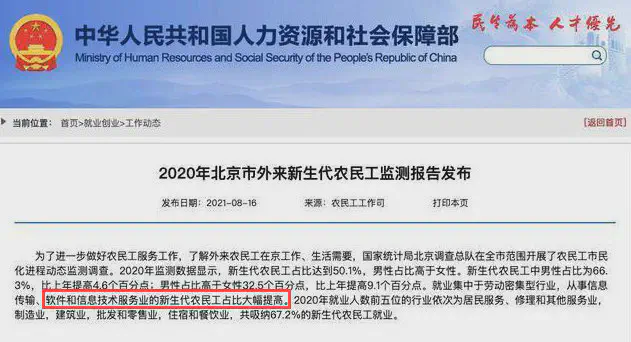 中华人民共和国人力资源和社会保障部
民生为本 人才优先
Ministry of Human Resources and Social Security of the People's Republic of China
当前位置: 首页>就业创业>工作动态
[返回首页]
2020年北京市外来新生代农民工监测报告发布
发布日期:2021-08-16 来源:农民工工作司 打印本页
为了进一步做好农民工服务工作,了解外来农民工在京工作、生活需要,国家统计局北京调查总队在全市范围开展了农民工市民
化进程动态监测调查。2020年监测数据显示,新生代农民工占比达到50.1%,男性占比高于女性。新生代农民工中男性占比为66.
3%,比上年提高4.6个百分点;男性占比高于女性32.5个百分点,比上年提高9.1个百分点。就业集中于劳动密集型行业,从事信息
传输、软件和信息技术服务业的新生代农民工占比大幅提高。2020年就业人数前五位的行业依次为居民服务、修理和其他服务业,
制造业,建筑业,批发和零售业,住宿和餐饮业,共吸纳67.2%的新生代农民工就业。